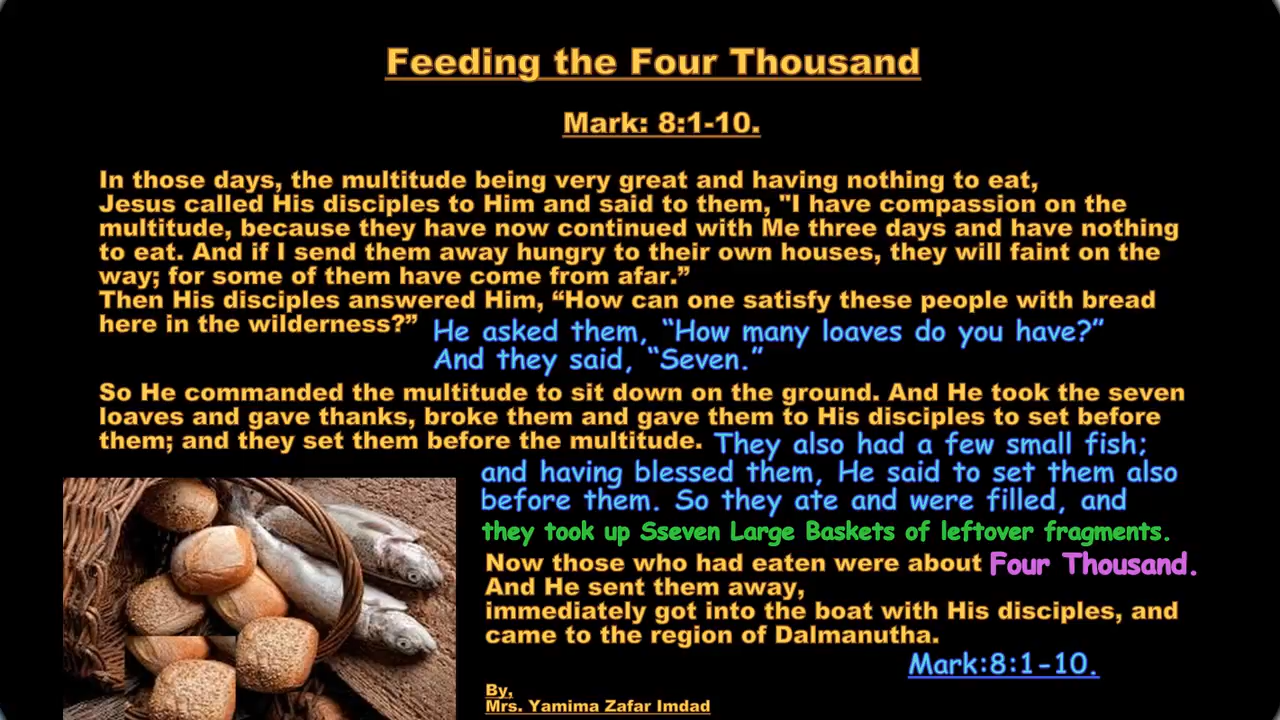 Feeding the Four Thousand
Mark: 8:1-10.
In those days, the multitude being very great and having nothing to eat,
Jesus called His disciples to Him and said to them, "I have compassion on the
multitude, because they have now continued with Me three days and have nothing
to eat. And if I send them away hungry to their own houses, they will faint on the
way; for some of them have come from afar.”
Then His disciples answered Him, “How can one satisfy these people with bread
here in the wilderness?” He asked them, “How many loaves do you have?”
And they said, “Seven.”
So He commanded the multitude to sit down on the ground. And He took the seven
loaves and gave thanks, broke them and gave them to His disciples to set before
them; and they set them before the multitude. They also had a few small fish;
and having blessed them, He said to set them also
before them. So they ate and were filled, and
they took up Sseven Large Baskets of leftover fragments.
Now those who had eaten were about Four Thousand.
And He sent them away,
immediately got into the boat with His disciples, and
came to the region of Dalmanutha.
Mark:8:1-10.
By,
Mrs. Yamima Zafar Imdad